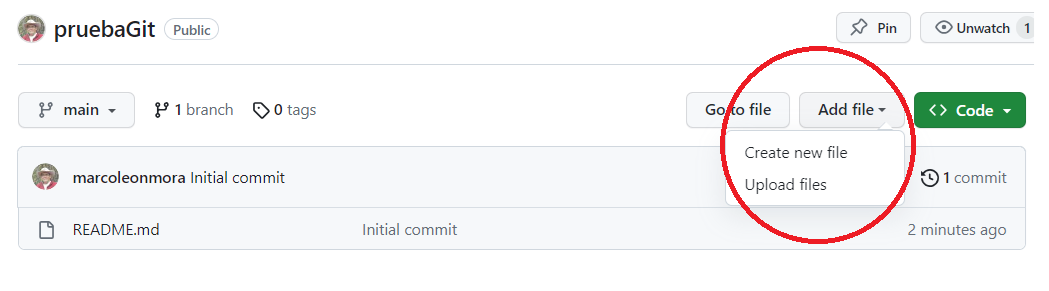 pruebaGit Public Pin Unwatch 1
main 1 branch 0 tags Go to file Add file Code
Create new file
marcoleonmora Initial commit 1 commit
Upload files
README.md Initial commit 2 minutes ago